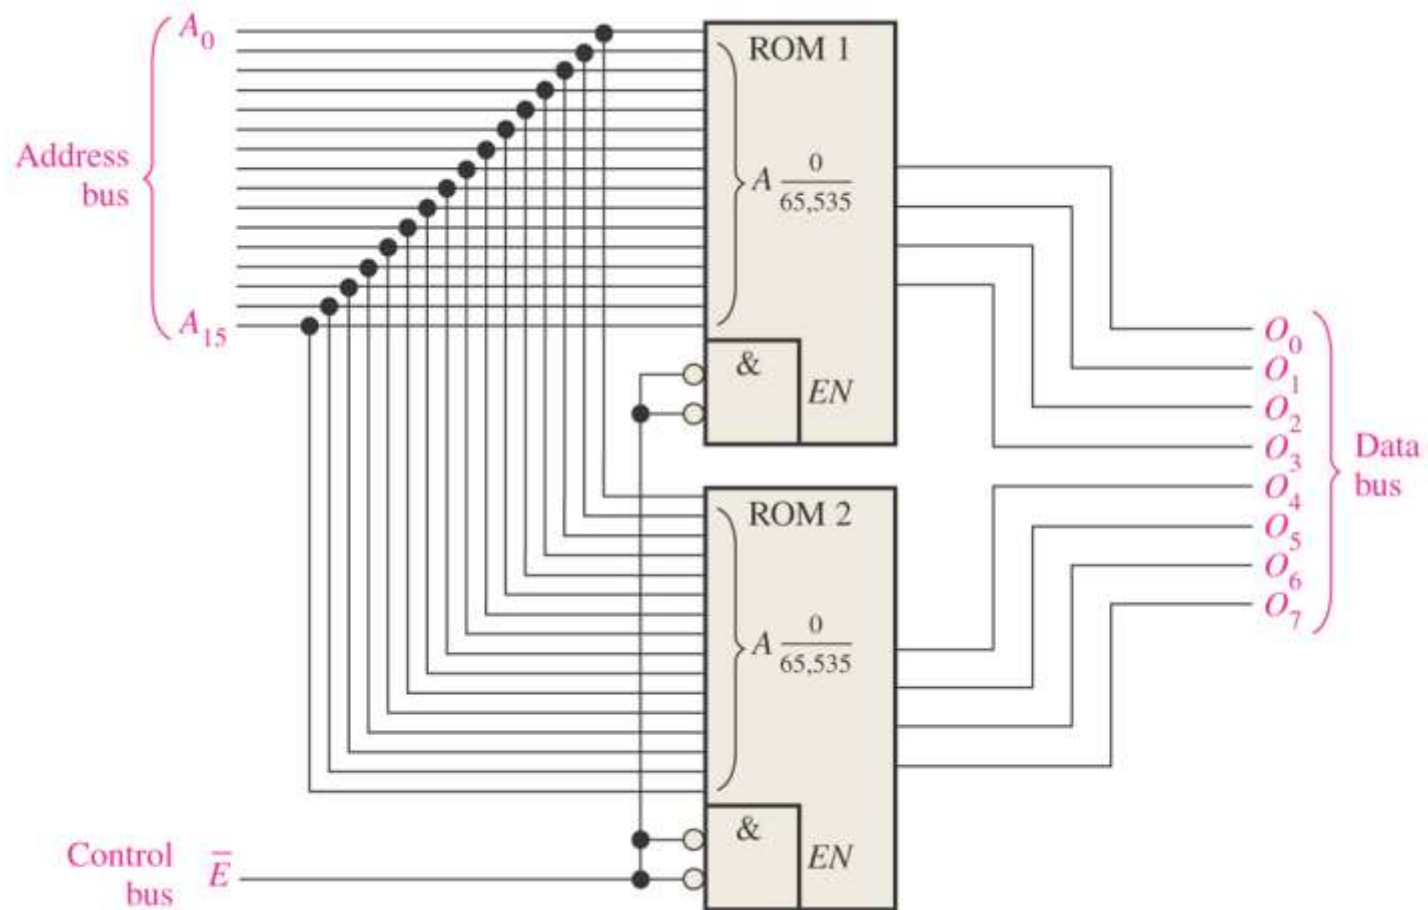 A₀
Address
bus
A₁₅
ROM 1
A 0
65,535
&
EN
ROM 2
A 0
65,535
&
EN
Control
bus
E̅
O₀
O₁
O₂
O₃
O₄
O₅
O₆
O₇
Data
bus